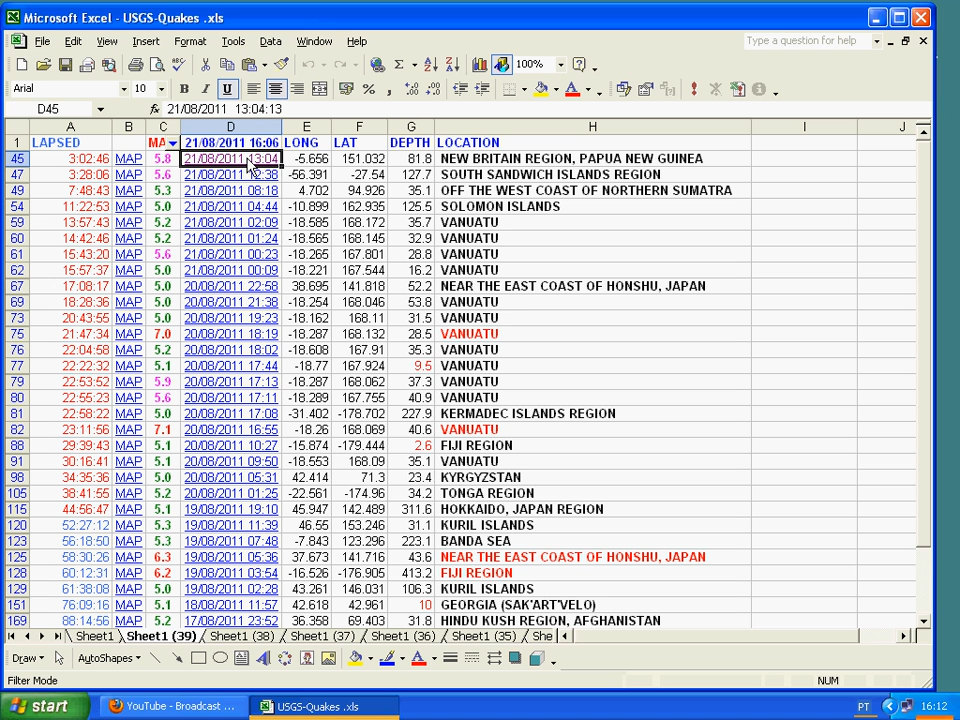 Microsoft Excel - USGS-Quakes .xls
File Edit View Insert Format Tools Data Window Help Type a question for help
100%
Arial 10 B I U
D45 fx 21/08/2011 13:04:13
A B C D E F G H I J
1 LAPSED MA 21/08/2011 16:06 LONG LAT DEPTH LOCATION
45 3:02:46 MAP 5.8 21/08/2011 13:04 -5.656 151.032 81.8 NEW BRITAIN REGION, PAPUA NEW GUINEA
47 3:28:06 MAP 5.6 21/08/2011 12:38 -56.391 -27.54 127.7 SOUTH SANDWICH ISLANDS REGION
49 7:48:43 MAP 5.3 21/08/2011 08:18 4.702 94.926 35.1 OFF THE WEST COAST OF NORTHERN SUMATRA
54 11:22:53 MAP 5.0 21/08/2011 04:44 -10.899 162.935 125.5 SOLOMON ISLANDS
59 13:57:43 MAP 5.2 21/08/2011 02:09 -18.585 168.172 35.7 VANUATU
60 14:42:46 MAP 5.2 21/08/2011 01:24 -18.565 168.145 32.9 VANUATU
61 15:43:20 MAP 5.6 21/08/2011 00:23 -18.265 167.801 28.8 VANUATU
62 15:57:37 MAP 5.0 21/08/2011 00:09 -18.221 167.544 16.2 VANUATU
67 17:08:17 MAP 5.0 20/08/2011 22:58 38.695 141.818 52.2 NEAR THE EAST COAST OF HONSHU, JAPAN
69 18:28:36 MAP 5.0 20/08/2011 21:38 -18.254 168.046 53.8 VANUATU
73 20:43:55 MAP 5.0 20/08/2011 19:23 -18.162 168.11 31.5 VANUATU
75 21:47:34 MAP 7.0 20/08/2011 18:19 -18.287 168.132 28.5 VANUATU
76 22:04:58 MAP 5.2 20/08/2011 18:02 -18.608 167.91 35.3 VANUATU
77 22:22:32 MAP 5.1 20/08/2011 17:44 -18.77 167.924 9.5 VANUATU
79 22:53:52 MAP 5.9 20/08/2011 17:13 -18.287 168.062 37.3 VANUATU
80 22:55:23 MAP 5.6 20/08/2011 17:11 -18.289 167.755 40.9 VANUATU
81 22:58:22 MAP 5.0 20/08/2011 17:08 -31.402 -178.702 227.9 KERMADEC ISLANDS REGION
82 23:11:56 MAP 7.1 20/08/2011 16:55 -18.26 168.069 40.6 VANUATU
88 29:39:43 MAP 5.1 20/08/2011 10:27 -15.874 -179.444 2.6 FIJI REGION
91 30:16:41 MAP 5.1 20/08/2011 09:50 -18.553 168.09 35.1 VANUATU
98 34:35:36 MAP 5.0 20/08/2011 05:31 42.414 71.3 23.4 KYRGYZSTAN
105 38:41:55 MAP 5.2 20/08/2011 01:25 -22.561 -174.96 34.2 TONGA REGION
115 44:56:47 MAP 5.1 19/08/2011 19:10 45.947 142.489 311.6 HOKKAIDO, JAPAN REGION
120 52:27:12 MAP 5.3 19/08/2011 11:39 46.55 153.246 31.1 KURIL ISLANDS
123 56:18:50 MAP 5.3 19/08/2011 07:48 -7.843 123.296 223.1 BANDA SEA
125 58:30:26 MAP 6.3 19/08/2011 05:36 37.673 141.716 43.6 NEAR THE EAST COAST OF HONSHU, JAPAN
128 60:12:31 MAP 6.2 19/08/2011 03:54 -16.526 -176.905 413.2 FIJI REGION
129 61:38:08 MAP 5.0 19/08/2011 02:28 43.261 146.031 106.3 KURIL ISLANDS
151 76:09:16 MAP 5.1 18/08/2011 11:57 42.618 42.961 10 GEORGIA (SAK'ART'VELO)
169 88:14:56 MAP 5.2 17/08/2011 23:52 36.358 69.403 31.8 HINDU KUSH REGION, AFGHANISTAN
Sheet1 Sheet1 (39) Sheet1 (38) Sheet1 (37) Sheet1 (36) Sheet1 (35) She
Draw AutoShapes
Filter Mode NUM
start YouTube - Broadcast ... USGS-Quakes .xls PT 16:12